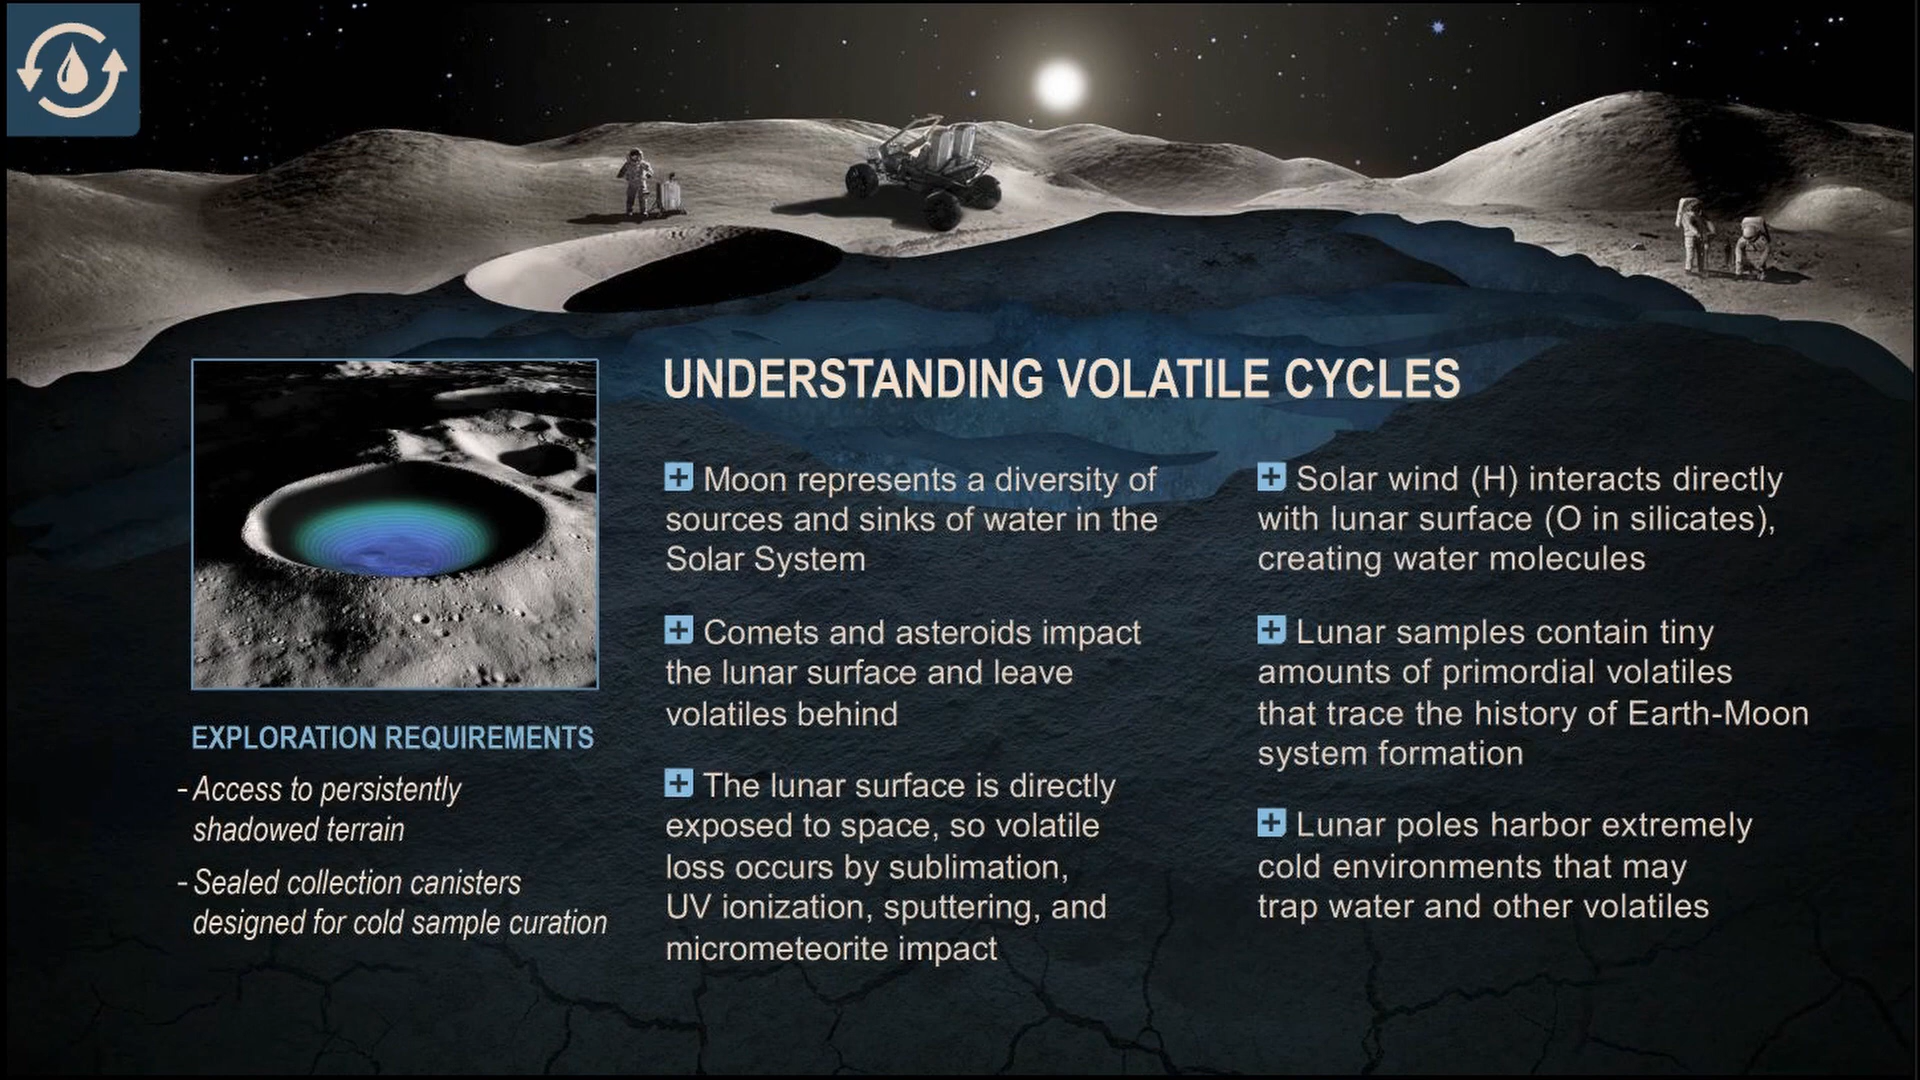 UNDERSTANDING VOLATILE CYCLES
Moon represents a diversity of
sources and sinks of water in the
Solar System
Comets and asteroids impact
the lunar surface and leave
volatiles behind
The lunar surface is directly
exposed to space, so volatile
loss occurs by sublimation,
UV ionization, sputtering, and
micrometeorite impact
Solar wind (H) interacts directly
with lunar surface (O in silicates),
creating water molecules
Lunar samples contain tiny
amounts of primordial volatiles
that trace the history of Earth-Moon
system formation
Lunar poles harbor extremely
cold environments that may
trap water and other volatiles
EXPLORATION REQUIREMENTS
- Access to persistently
shadowed terrain
- Sealed collection canisters
designed for cold sample curation